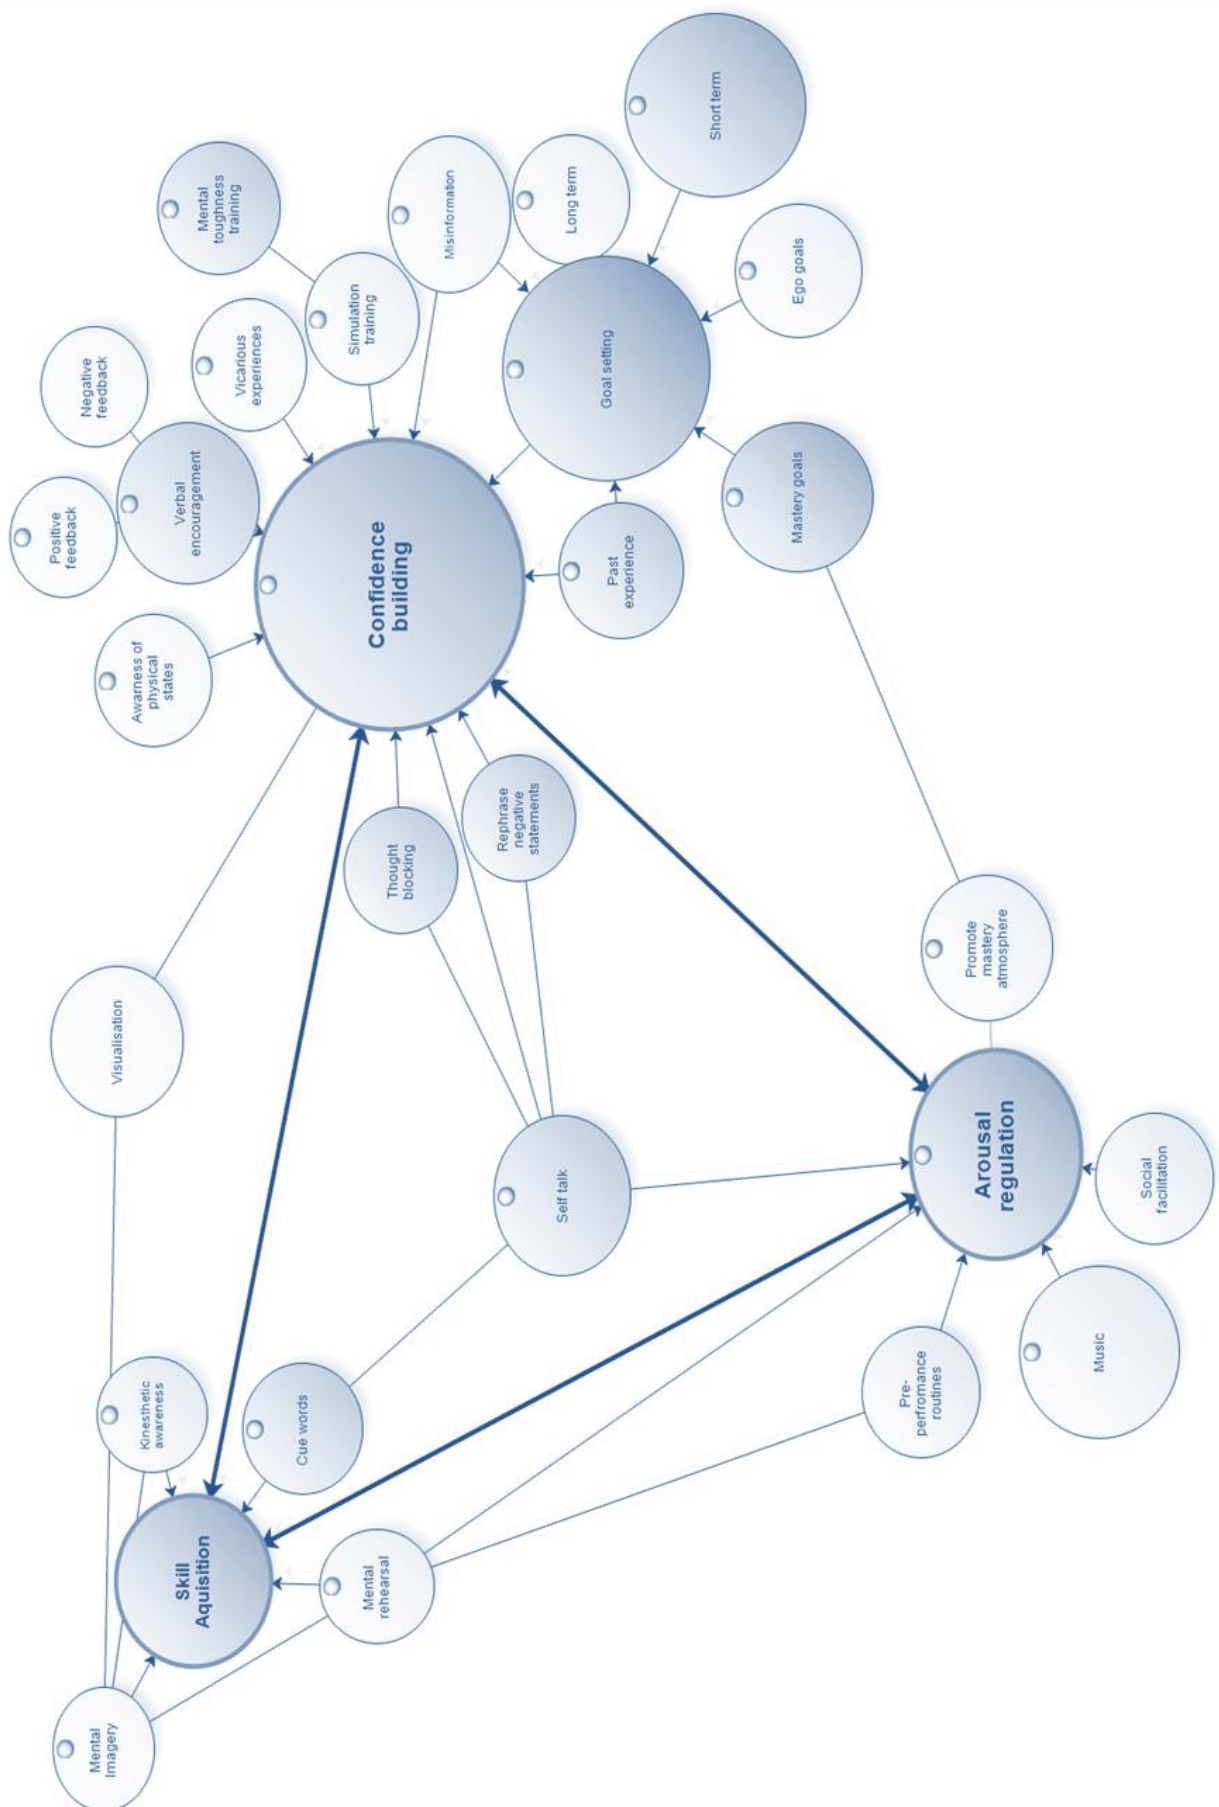 Mental
Imagery
Skill
Aquisition
Kinesthetic
awareness
Mental
rehearsal
Cue words
Visualisation
Self talk
Pre-
perfromance
routines
Music
Social
facilitation
Arousal
regulation
Promote
mastery
atmosphere
Thought
blocking
Rephrase
negative
statements
Awarness of
physical
states
Positive
feedback
Negative
feedback
Verbal
encouragement
Confidence
building
Vicarious
experiences
Mental
toughness
training
Simulation
training
Misinformation
Past
experience
Goal setting
Long term
Short term
Ego goals
Mastery goals